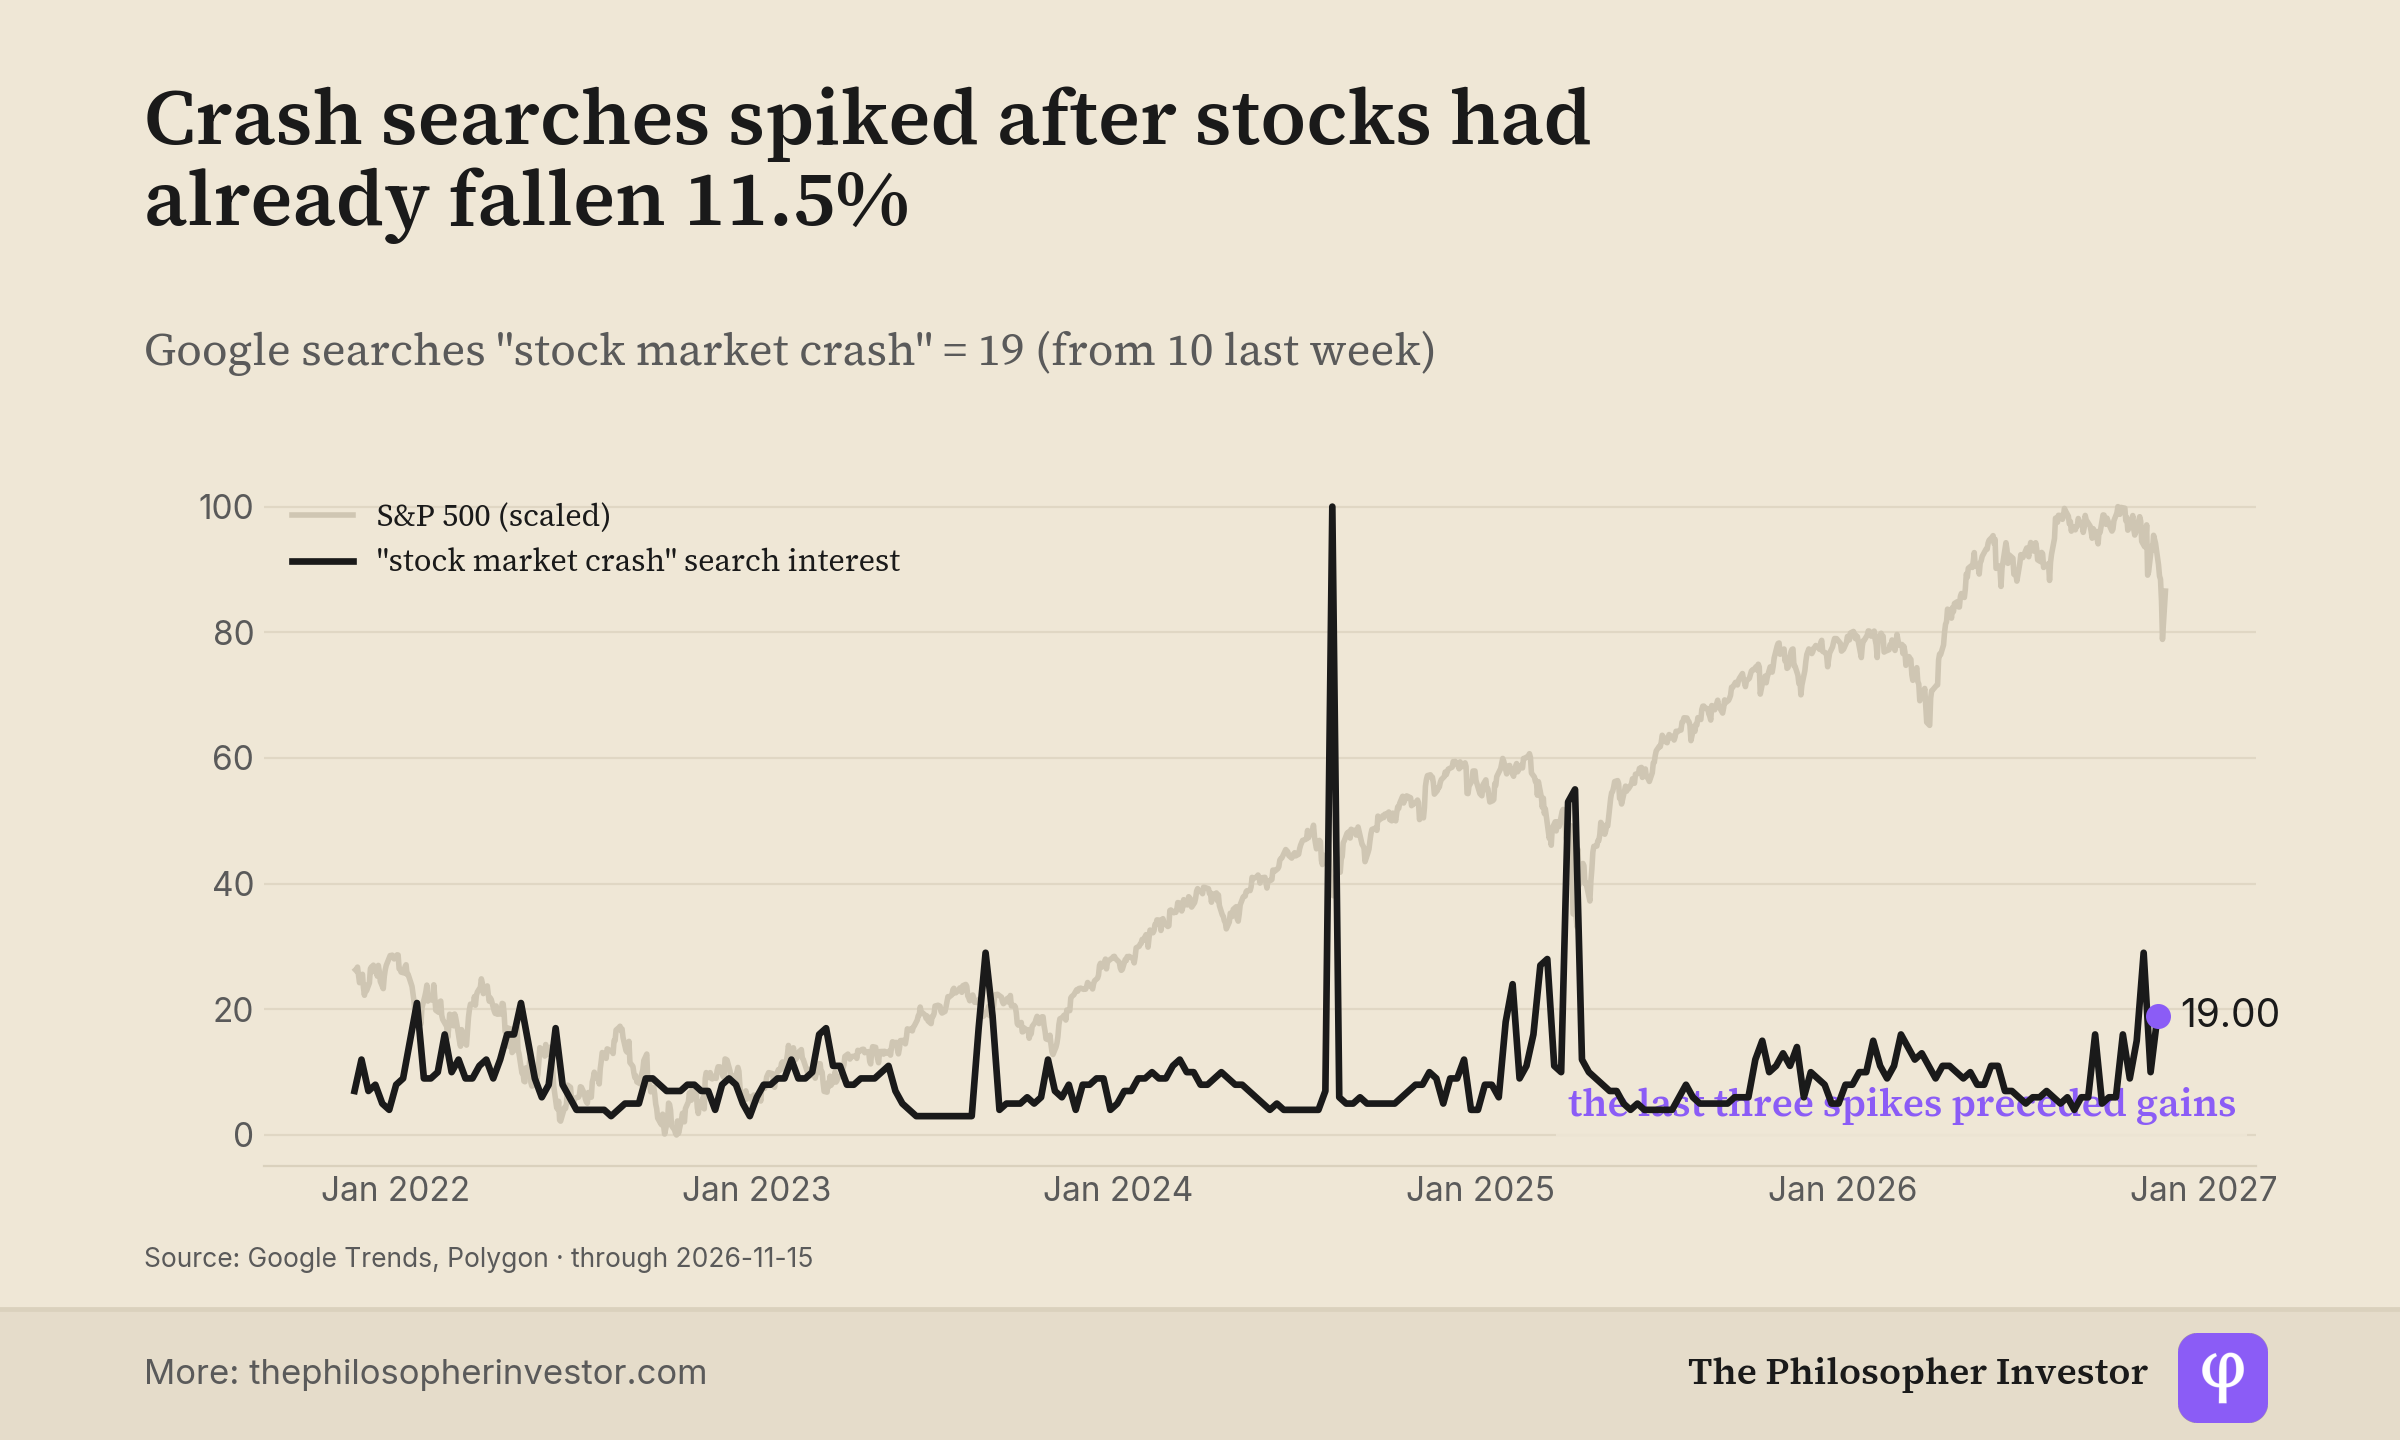 Crash searches spiked after stocks had
already fallen 11.5%
Google searches "stock market crash" = 19 (from 10 last week)
100
80
60
40
20
0
S&P 500 (scaled)
"stock market crash" search interest
19.00
the last three spikes preceded gains
Jan 2022
Jan 2023
Jan 2024
Jan 2025
Jan 2026
Jan 2027
Source: Google Trends, Polygon · through 2026-11-15
More: thephilosopherinvestor.com
The Philosopher Investor
φ